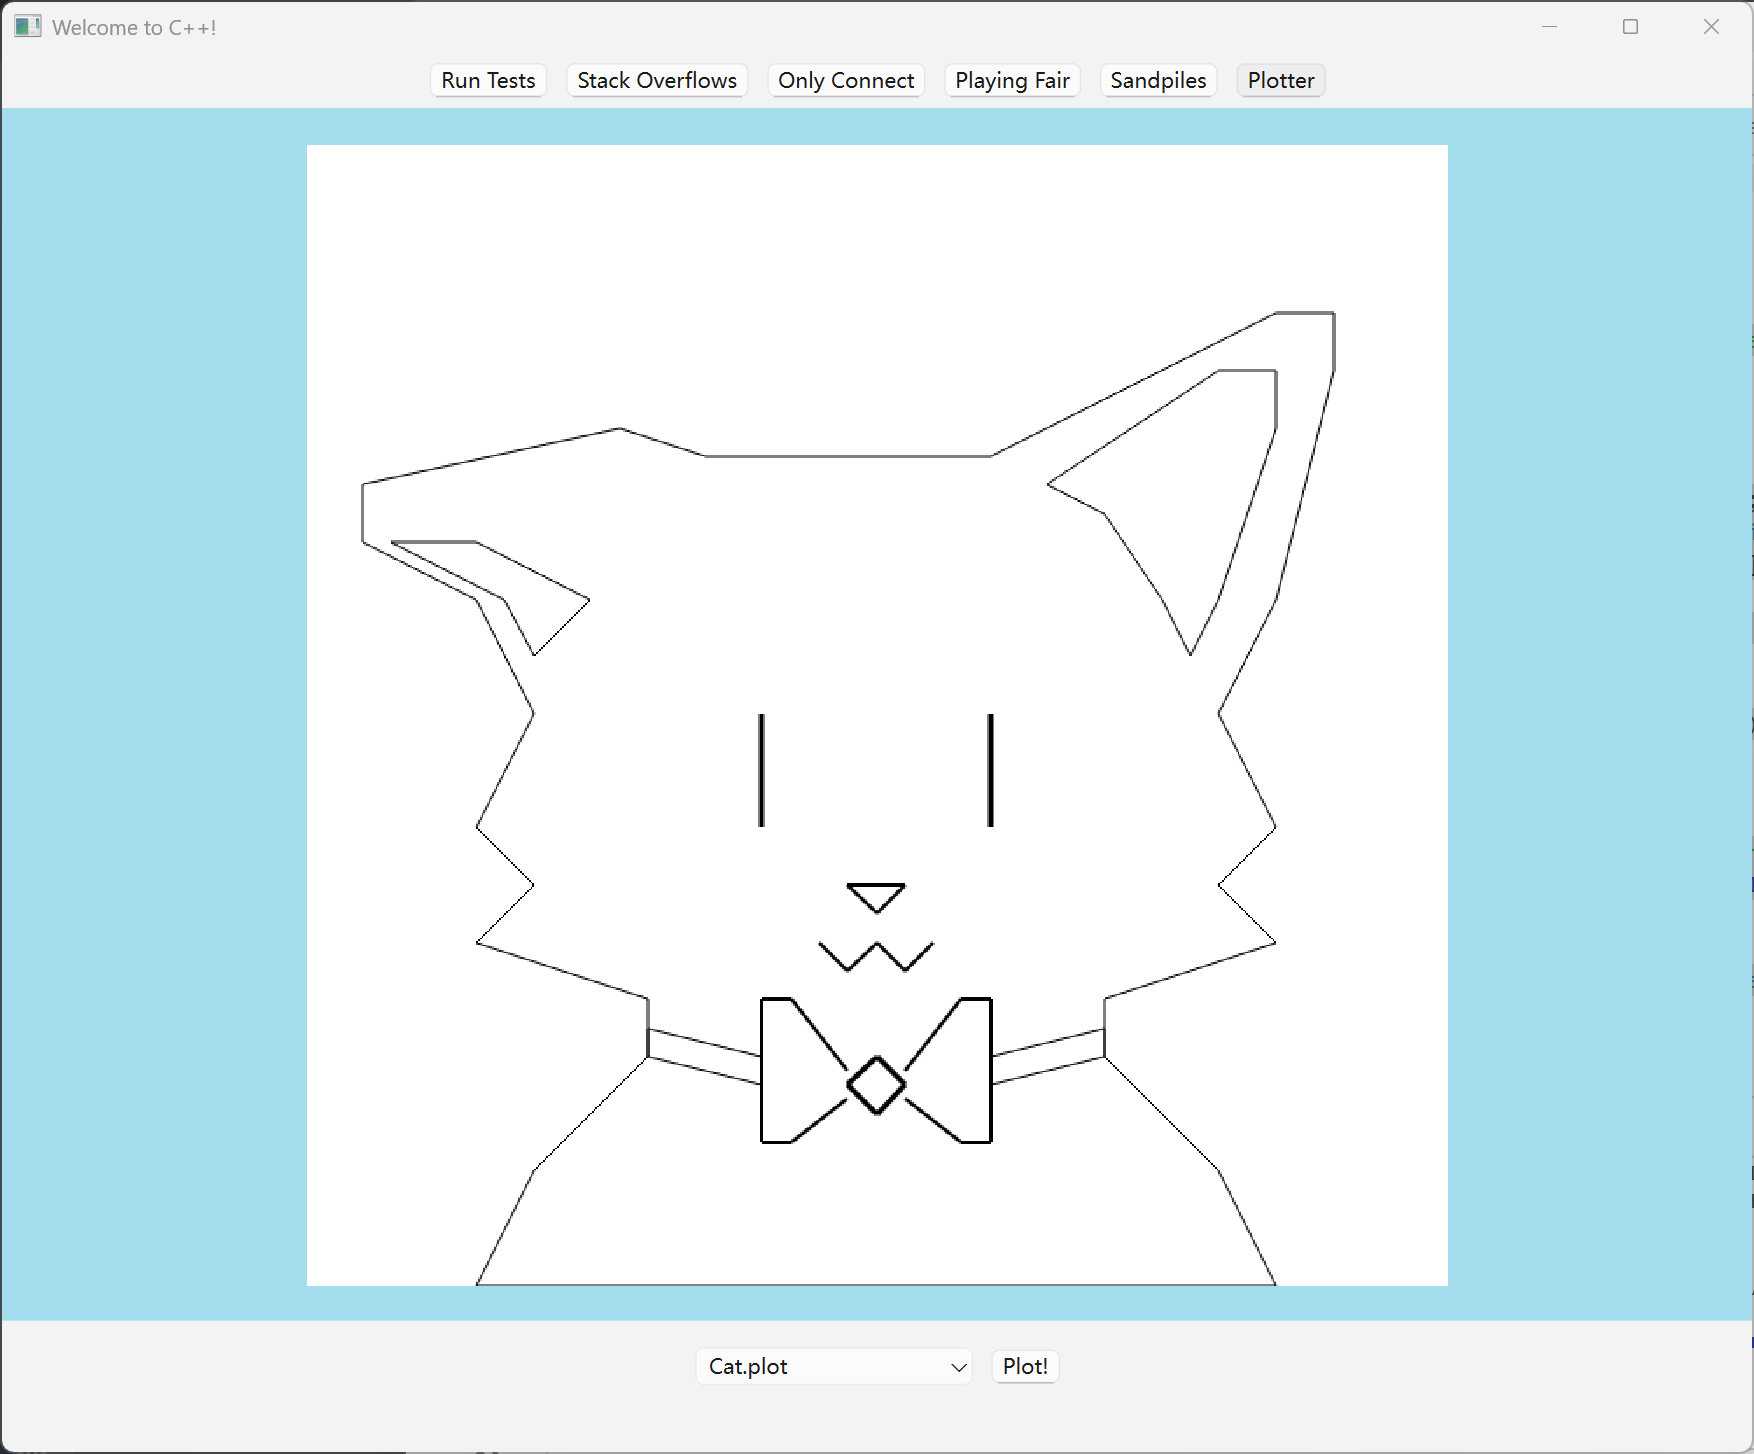 Welcome to C++!
Run Tests Stack Overflows Only Connect Playing Fair Sandpiles Plotter
Cat.plot Plot!